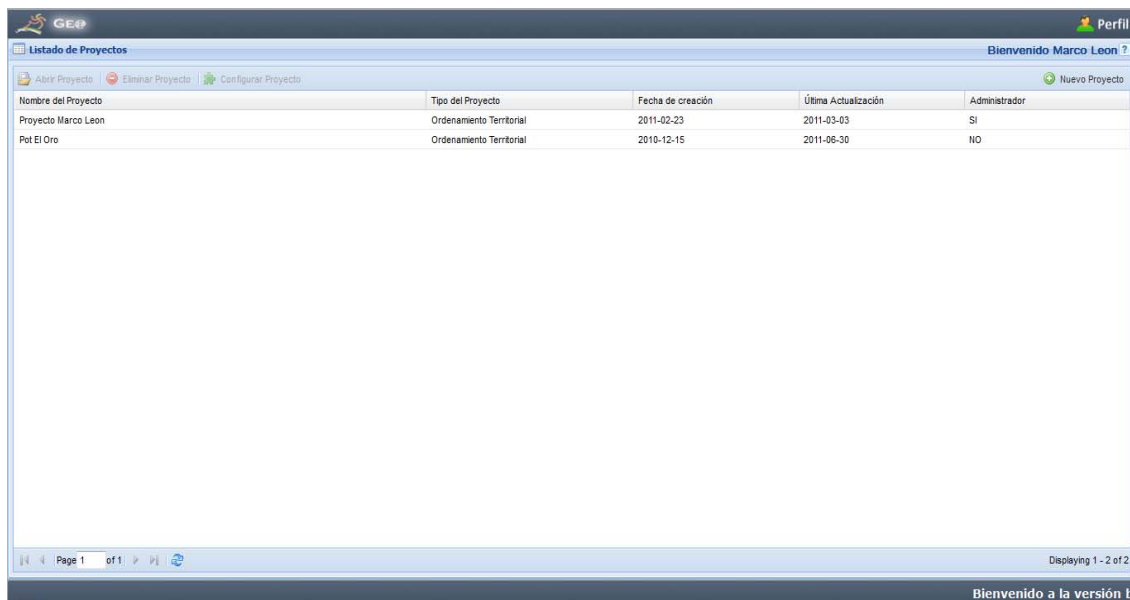 GEO Perfil
Listado de Proyectos Bienvenido Marco Leon ?
Abrir Proyecto Eliminar Proyecto Configurar Proyecto Nuevo Proyecto
Nombre del Proyecto Tipo del Proyecto Fecha de creación Última Actualización Administrador
Proyecto Marco Leon Ordenamiento Territorial 2011-02-23 2011-03-03 SI
Pot El Oro Ordenamiento Territorial 2010-12-15 2011-06-30 NO
Page 1 of 1 Displaying 1 - 2 of 2
Bienvenido a la versión b